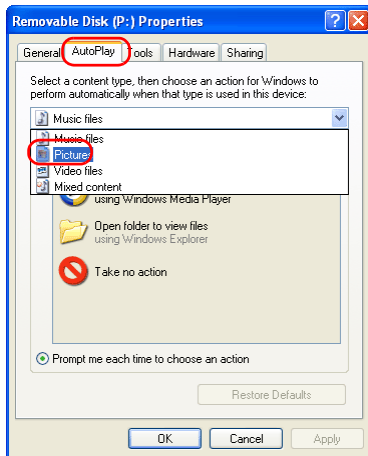 Removable Disk (P:) Properties
General AutoPlay Tools Hardware Sharing
Select a content type, then choose an action for Windows to
perform automatically when that type is used in this device:
Music files
Music files
Pictures
Video files
Mixed content
using Windows Media Player
Open folder to view files
using Windows Explorer
Take no action
Prompt me each time to choose an action
Restore Defaults
OK Cancel Apply